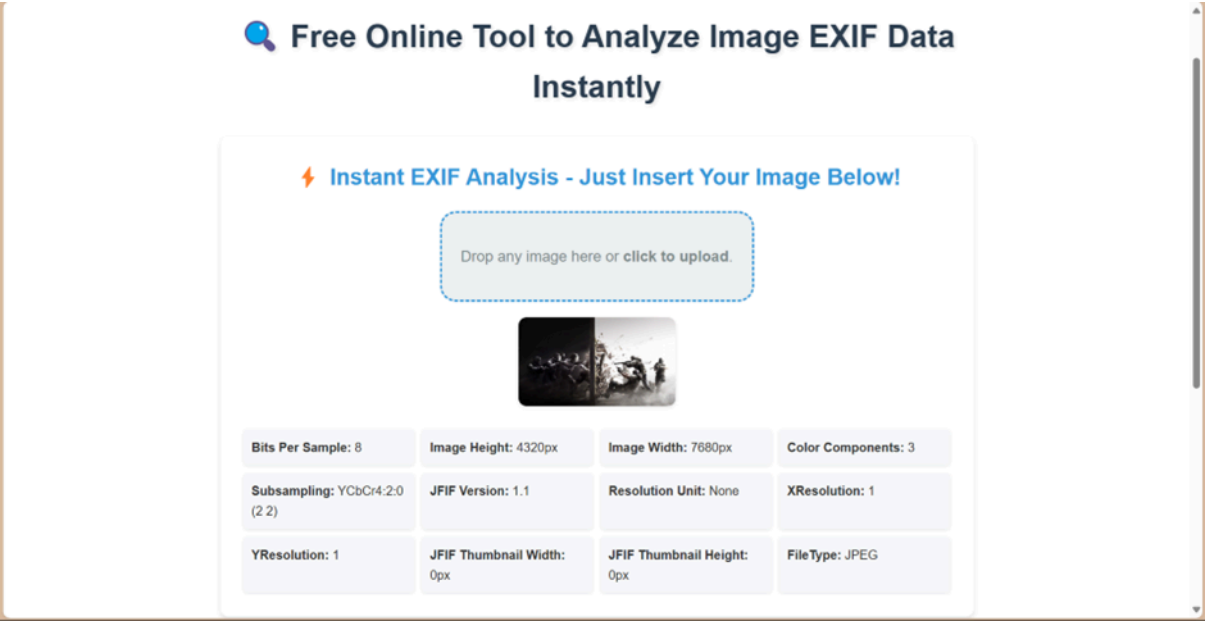 Free Online Tool to Analyze Image EXIF Data
Instantly
Instant EXIF Analysis - Just Insert Your Image Below!
Drop any image here or click to upload.
Bits Per Sample: 8
Image Height: 4320px
Image Width: 7680px
Color Components: 3
Subsampling: YCbCr4:2:0
(2 2)
JFIF Version: 1.1
Resolution Unit: None
XResolution: 1
YResolution: 1
JFIF Thumbnail Width:
0px
JFIF Thumbnail Height:
0px
FileType: JPEG